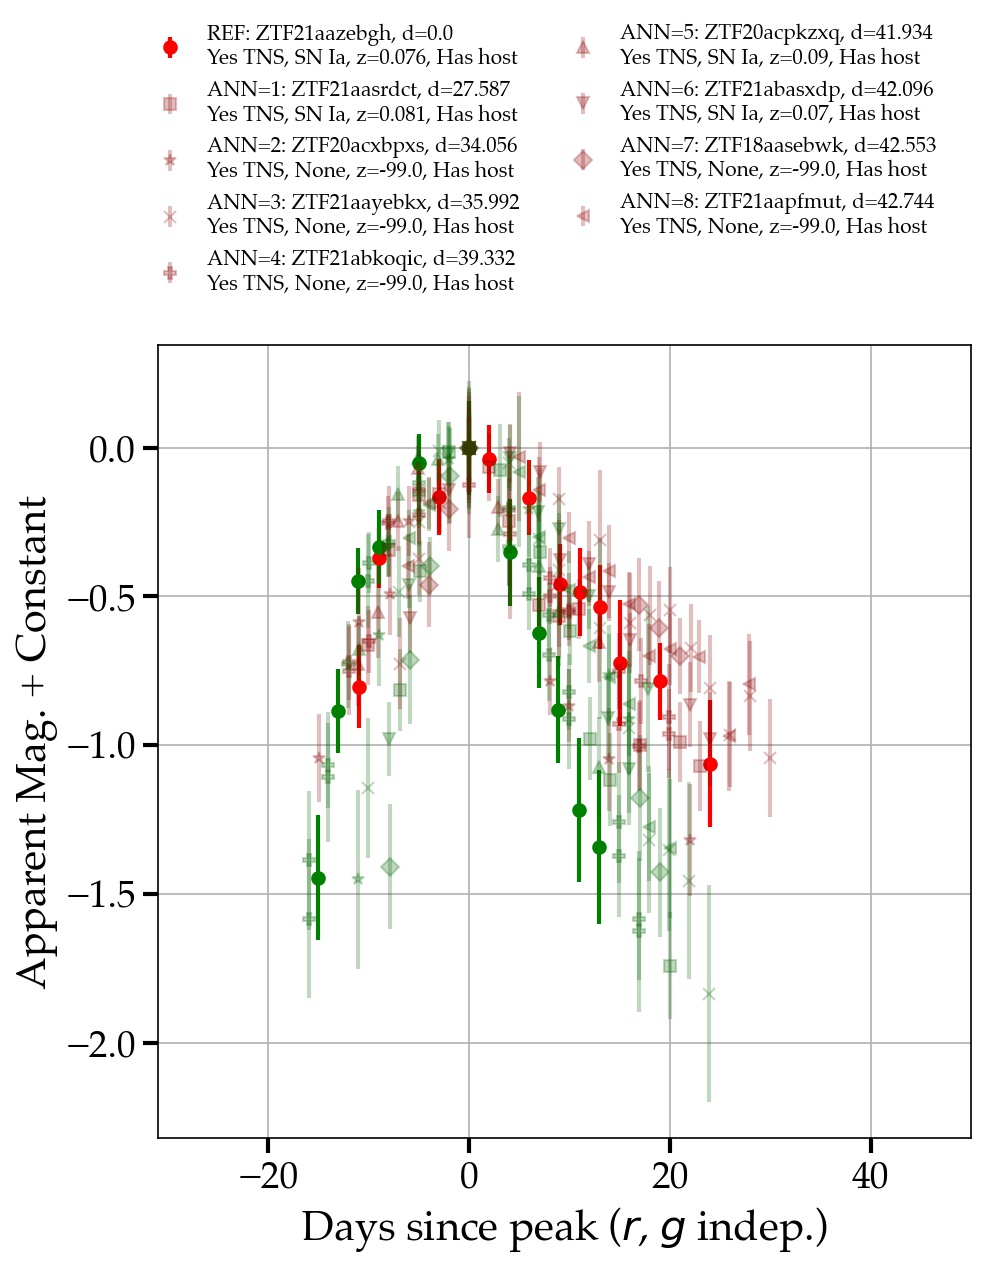 REF: ZTF21aazebgh, d=0.0
Yes TNS, SN Ia, z=0.076, Has host
ANN=1: ZTF21aasrdct, d=27.587
Yes TNS, SN Ia, z=0.081, Has host
ANN=2: ZTF20acxbpxs, d=34.056
Yes TNS, None, z=-99.0, Has host
ANN=3: ZTF21aayebkx, d=35.992
Yes TNS, None, z=-99.0, Has host
ANN=4: ZTF21abkoqic, d=39.332
Yes TNS, None, z=-99.0, Has host
ANN=5: ZTF20acpkzxq, d=41.934
Yes TNS, SN Ia, z=0.09, Has host
ANN=6: ZTF21abasxdp, d=42.096
Yes TNS, SN Ia, z=0.07, Has host
ANN=7: ZTF18aasebwk, d=42.553
Yes TNS, None, z=-99.0, Has host
ANN=8: ZTF21aapfmut, d=42.744
Yes TNS, None, z=-99.0, Has host
Apparent Mag. + Constant
0.0
−0.5
−1.0
−1.5
−2.0
−20 0 20 40
Days since peak (r, g indep.)